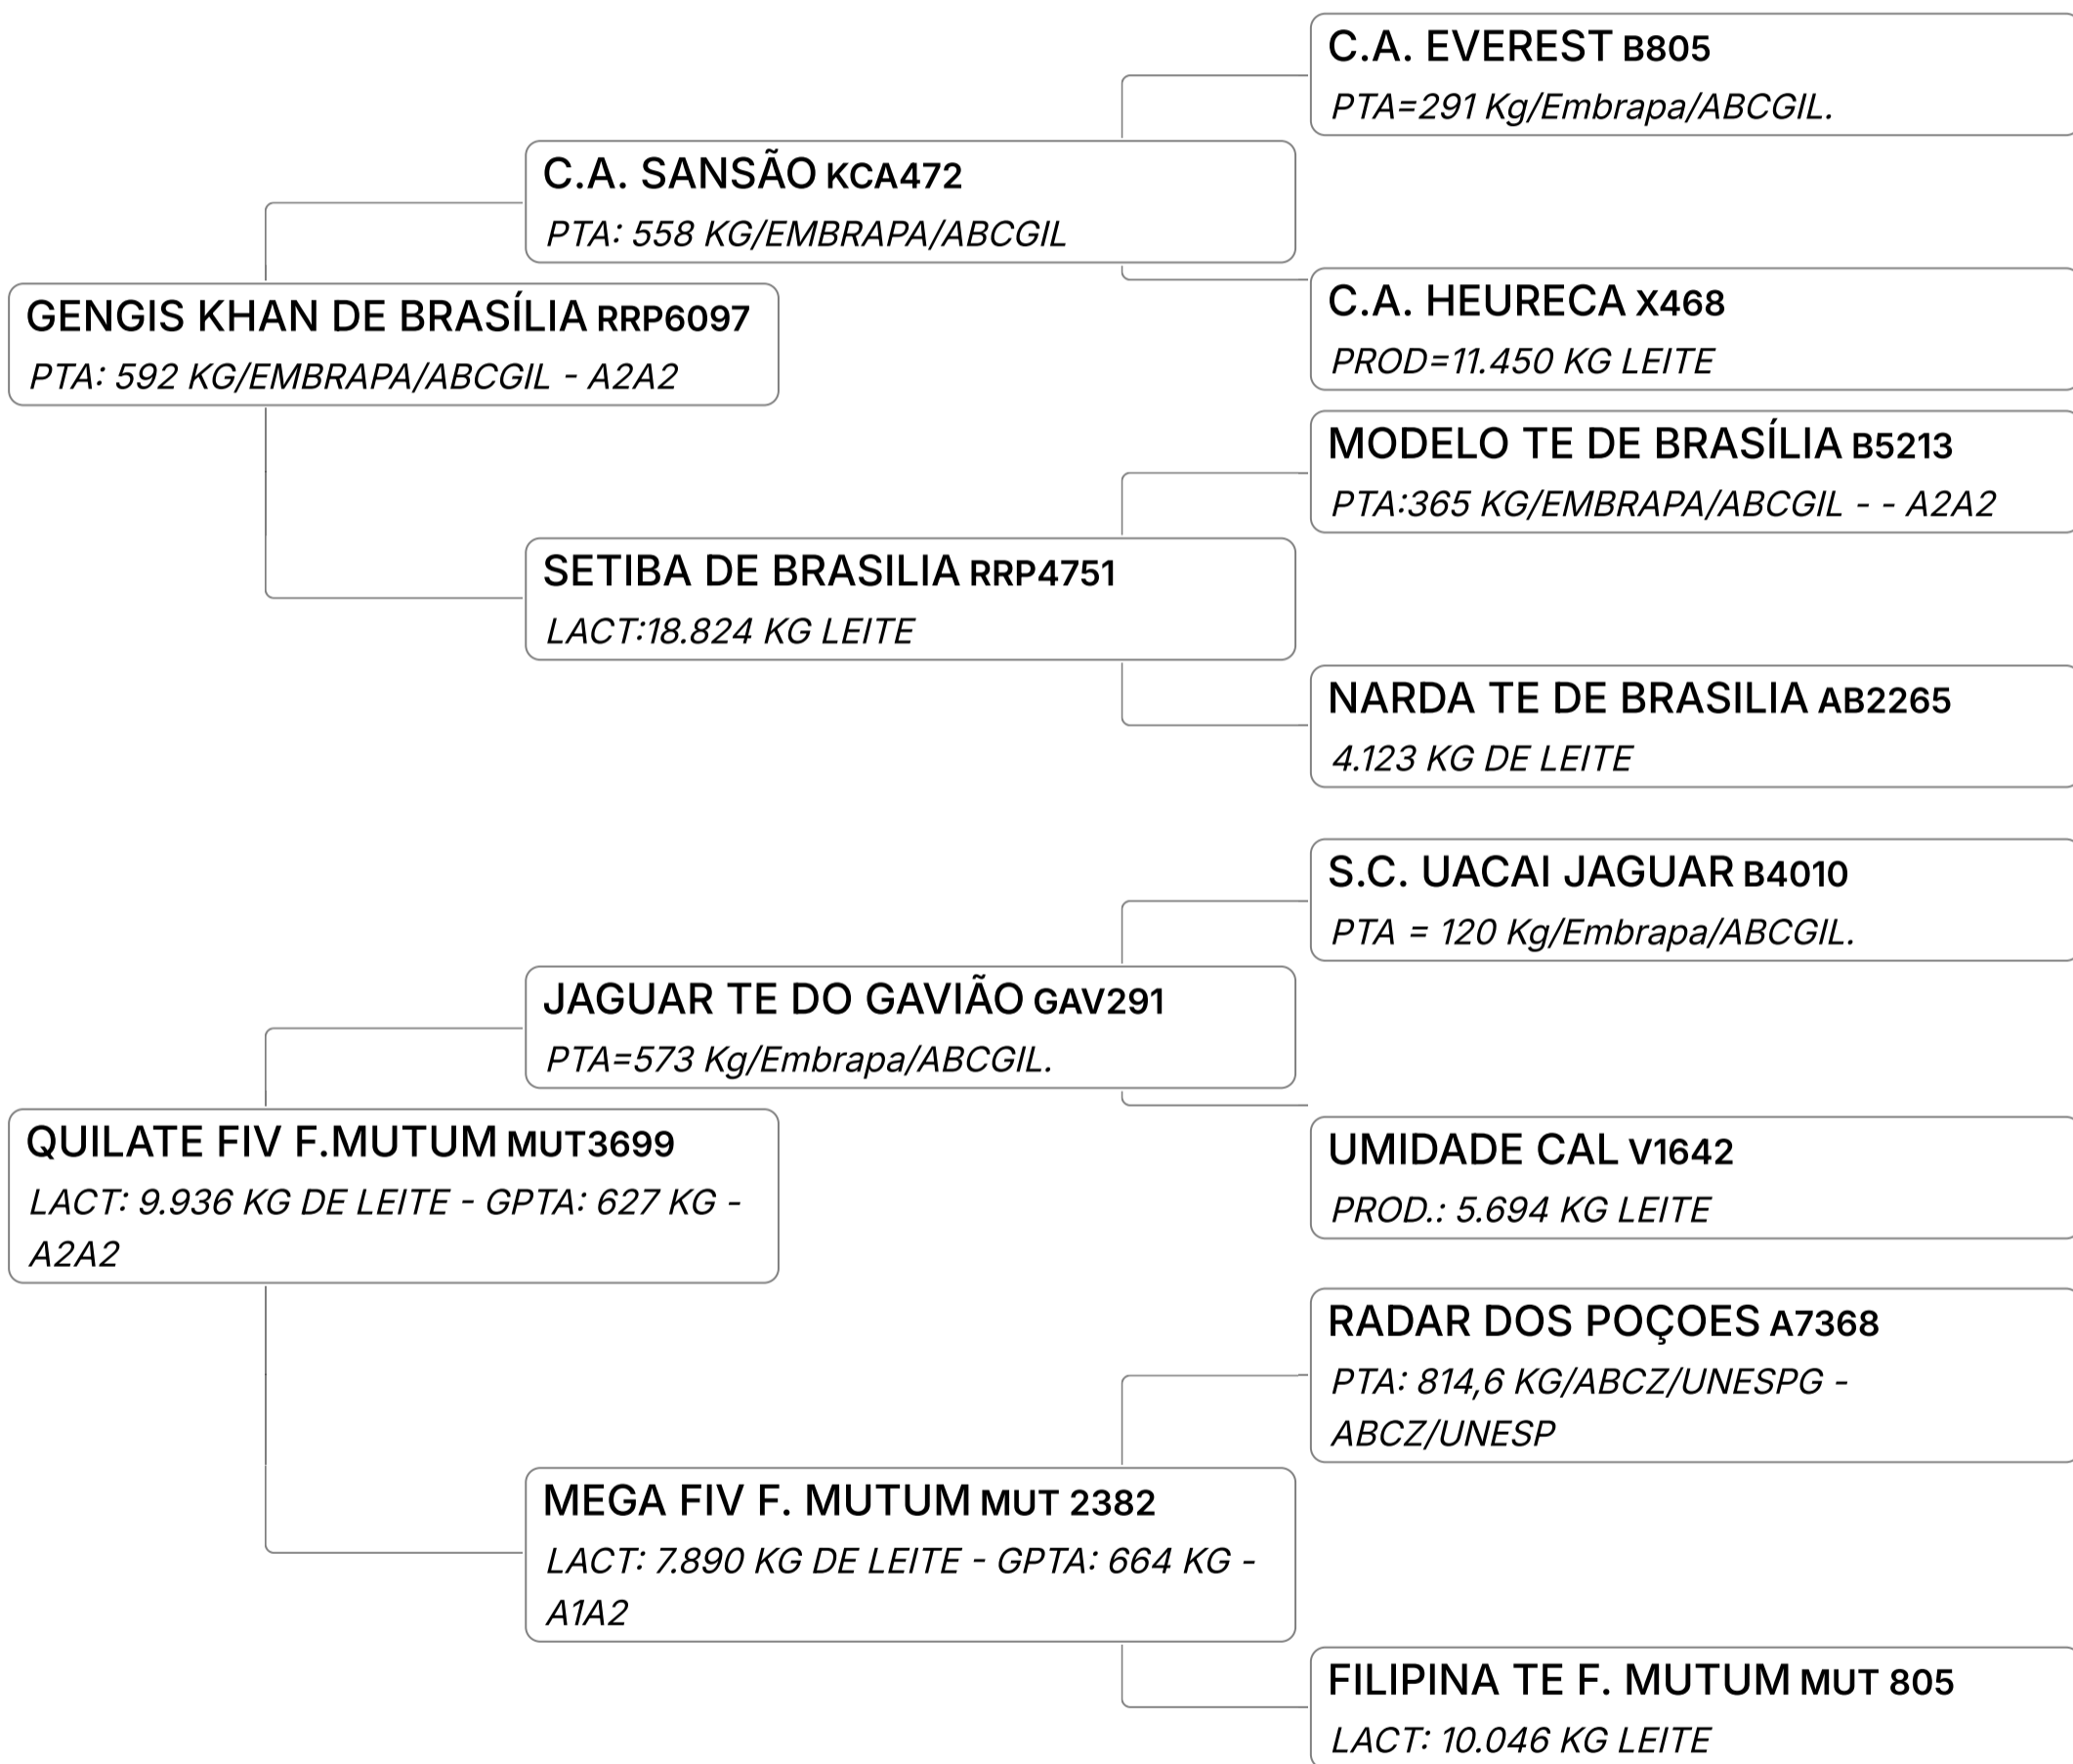 C.A. EVEREST B805
PTA=291 Kg/Embrapa/ABCGIL.
C.A. SANSÃO KCA472
PTA: 558 KG/EMBRAPA/ABCGIL
C.A. HEURECA X468
PROD=11.450 KG LEITE
GENGIS KHAN DE BRASÍLIA RRP6097
PTA: 592 KG/EMBRAPA/ABCGIL - A2A2
MODELO TE DE BRASÍLIA B5213
PTA:365 KG/EMBRAPA/ABCGIL - - A2A2
SETIBA DE BRASILIA RRP4751
LACT:18.824 KG LEITE
NARDA TE DE BRASILIA AB2265
4.123 KG DE LEITE
S.C. UACAI JAGUAR B4010
PTA = 120 Kg/Embrapa/ABCGIL.
JAGUAR TE DO GAVIÃO GAV291
PTA=573 Kg/Embrapa/ABCGIL.
UMIDADE CAL V1642
PROD.: 5.694 KG LEITE
QUILATE FIV F.MUTUM MUT3699
LACT: 9.936 KG DE LEITE - GPTA: 627 KG -
A2A2
RADAR DOS POÇOES A7368
PTA: 814,6 KG/ABCZ/UNESPG -
ABCZ/UNESP
MEGA FIV F. MUTUM MUT 2382
LACT: 7.890 KG DE LEITE - GPTA: 664 KG -
A1A2
FILIPINA TE F. MUTUM MUT 805
LACT: 10.046 KG LEITE